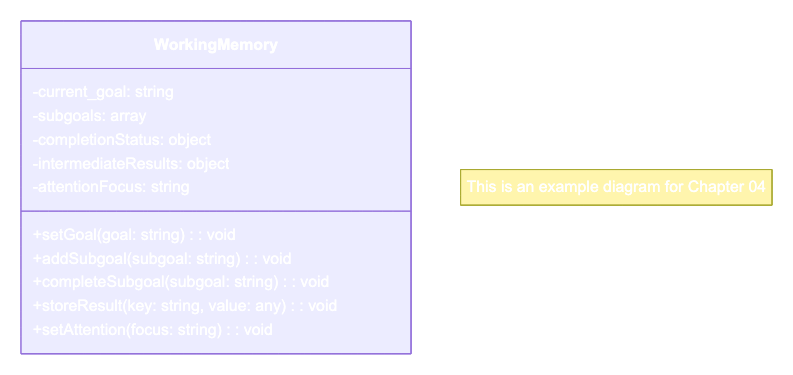 WorkingMemory
-current_goal: string
-subgoals: array
-completionStatus: object
-intermediateResults: object
-attentionFocus: string
+setGoal(goal: string) : : void
+addSubgoal(subgoal: string) : : void
+completeSubgoal(subgoal: string) : : void
+storeResult(key: string, value: any) : : void
+setAttention(focus: string) : : void
This is an example diagram for Chapter 04